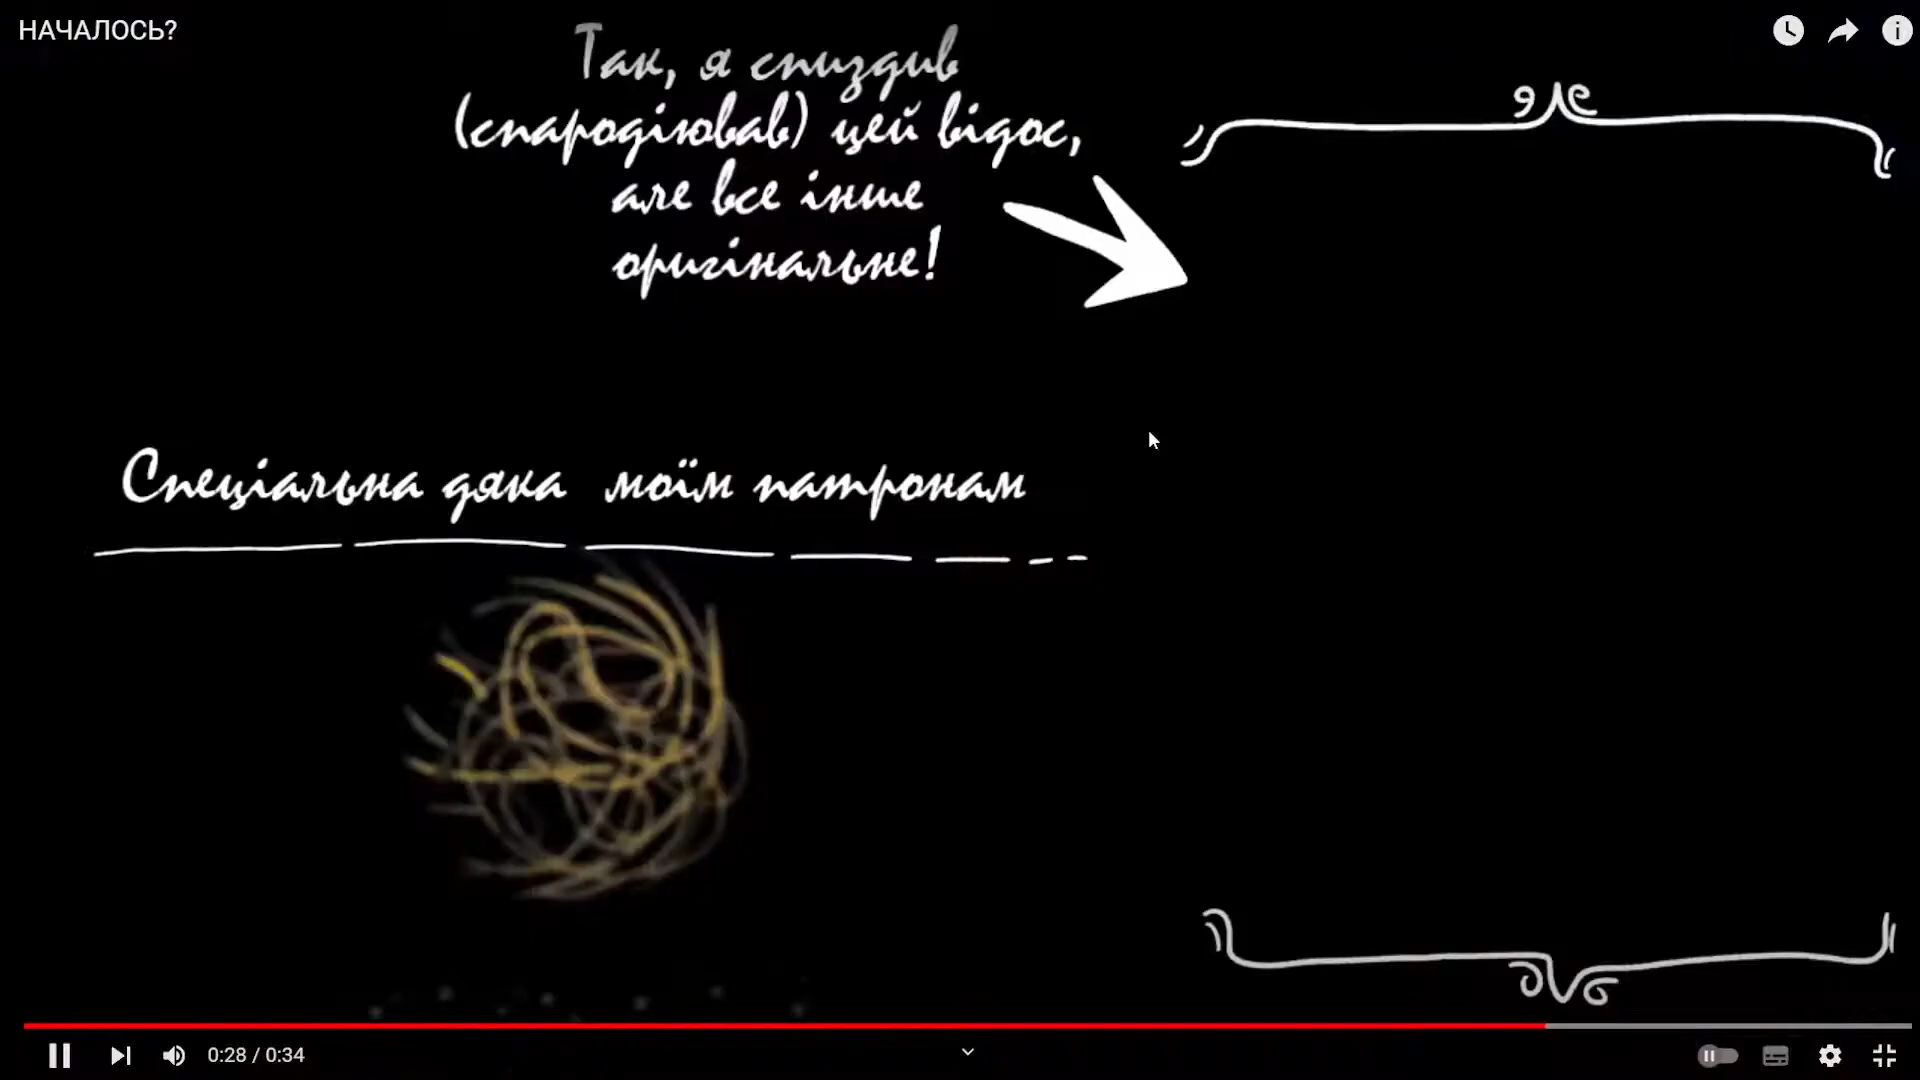 НАЧАЛОСЬ?
Так, я спиздив
(спародіював) цей відос,
але все інше
оригінальне!
Спеціальна дяка моїм патронам
0:28 / 0:34